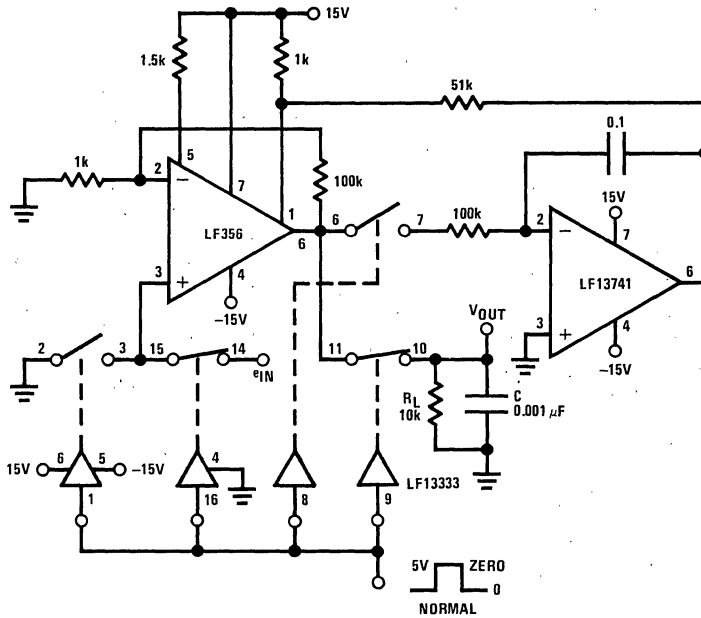 15V
1.5k
1k
51k
0.1
5
1k
2
−
7
100k
15V
LF356
1
6
6
7
100k
2
−
7
LF13741
6
3
+
4
−15V
VOUT
3
+
4
−15V
2
3
15
14
eIN
11
10
RL
10k
C
0.001 µF
15V
6
5
−15V
4
LF13333
1
16
8
9
5V
ZERO
0
NORMAL